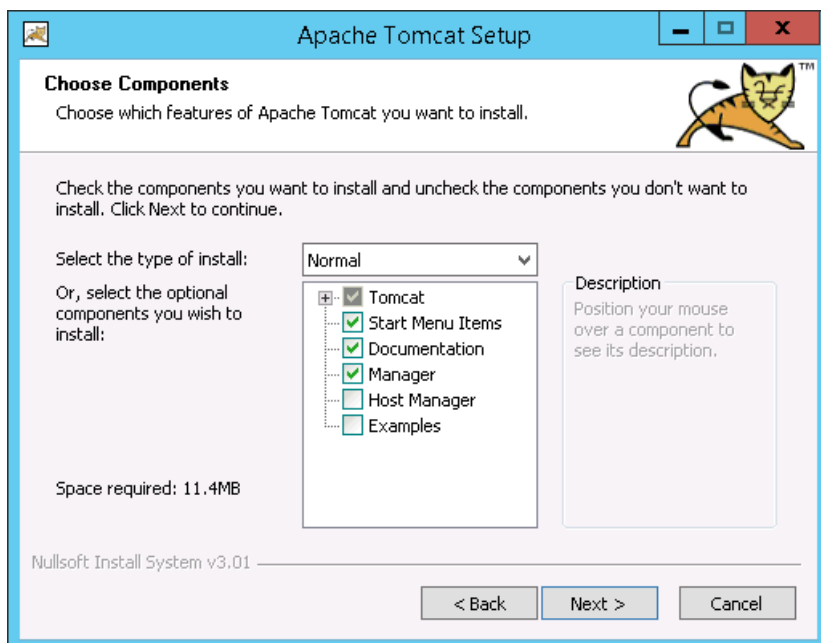 Apache Tomcat Setup
Choose Components
Choose which features of Apache Tomcat you want to install.
TM
Check the components you want to install and uncheck the components you don't want to
install. Click Next to continue.
Select the type of install:
Normal
Or, select the optional
components you wish to
install:
Tomcat
Start Menu Items
Documentation
Manager
Host Manager
Examples
Description
Position your mouse
over a component to
see its description.
Space required: 11.4MB
Nullsoft Install System v3.01
< Back
Next >
Cancel